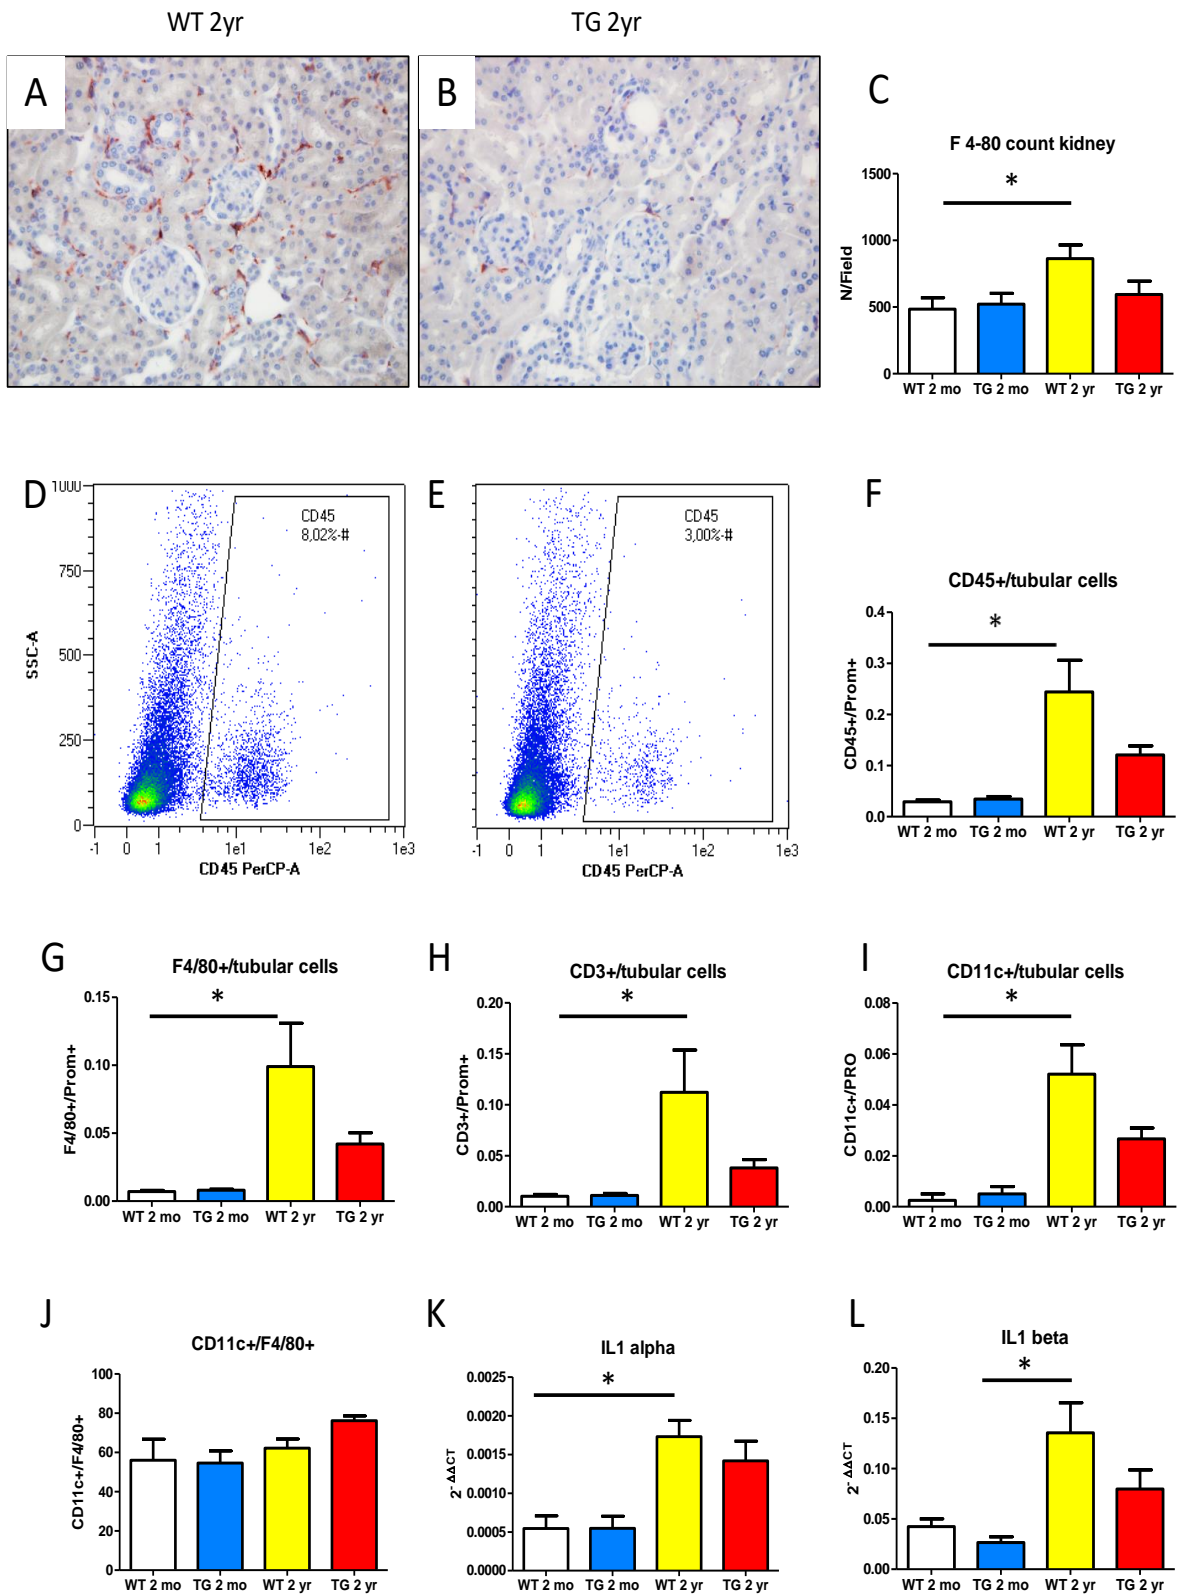 WT 2yr
TG 2yr
A
B
C
F 4-80 count kidney
*
N/Field
1500
1000
500
0
WT 2 mo TG 2 mo WT 2 yr TG 2 yr
D
1000
750
500
250
0
SSC-A
CD45
8,02%-#
-1 0 1 1e1 1e2 1e3
CD45 PerCP-A
E
CD45
3,00%-#
-1 0 1 1e1 1e2 1e3
CD45 PerCP-A
F
CD45+/tubular cells
*
CD45+/Prom+
0.4
0.3
0.2
0.1
0.0
WT 2 mo TG 2 mo WT 2 yr TG 2 yr
G
F4/80+/tubular cells
*
F4/80+/Prom+
0.15
0.10
0.05
0.00
WT 2 mo TG 2 mo WT 2 yr TG 2 yr
H
CD3+/tubular cells
*
CD3+/Prom+
0.20
0.15
0.10
0.05
0.00
WT 2 mo TG 2 mo WT 2 yr TG 2 yr
I
CD11c+/tubular cells
*
CD11c+/PRO
0.08
0.06
0.04
0.02
0.00
WT 2 mo TG 2 mo WT 2 yr TG 2 yr
J
CD11c+/F4/80+
CD11c+/F4/80+
100
80
60
40
20
0
WT 2 mo TG 2 mo WT 2 yr TG 2 yr
K
IL1 alpha
*
2^-ΔΔCT
0.0025
0.0020
0.0015
0.0010
0.0005
0.0000
WT 2 mo TG 2 mo WT 2 yr TG 2 yr
L
IL1 beta
*
2^-ΔΔCT
0.20
0.15
0.10
0.05
0.00
WT 2 mo TG 2 mo WT 2 yr TG 2 yr